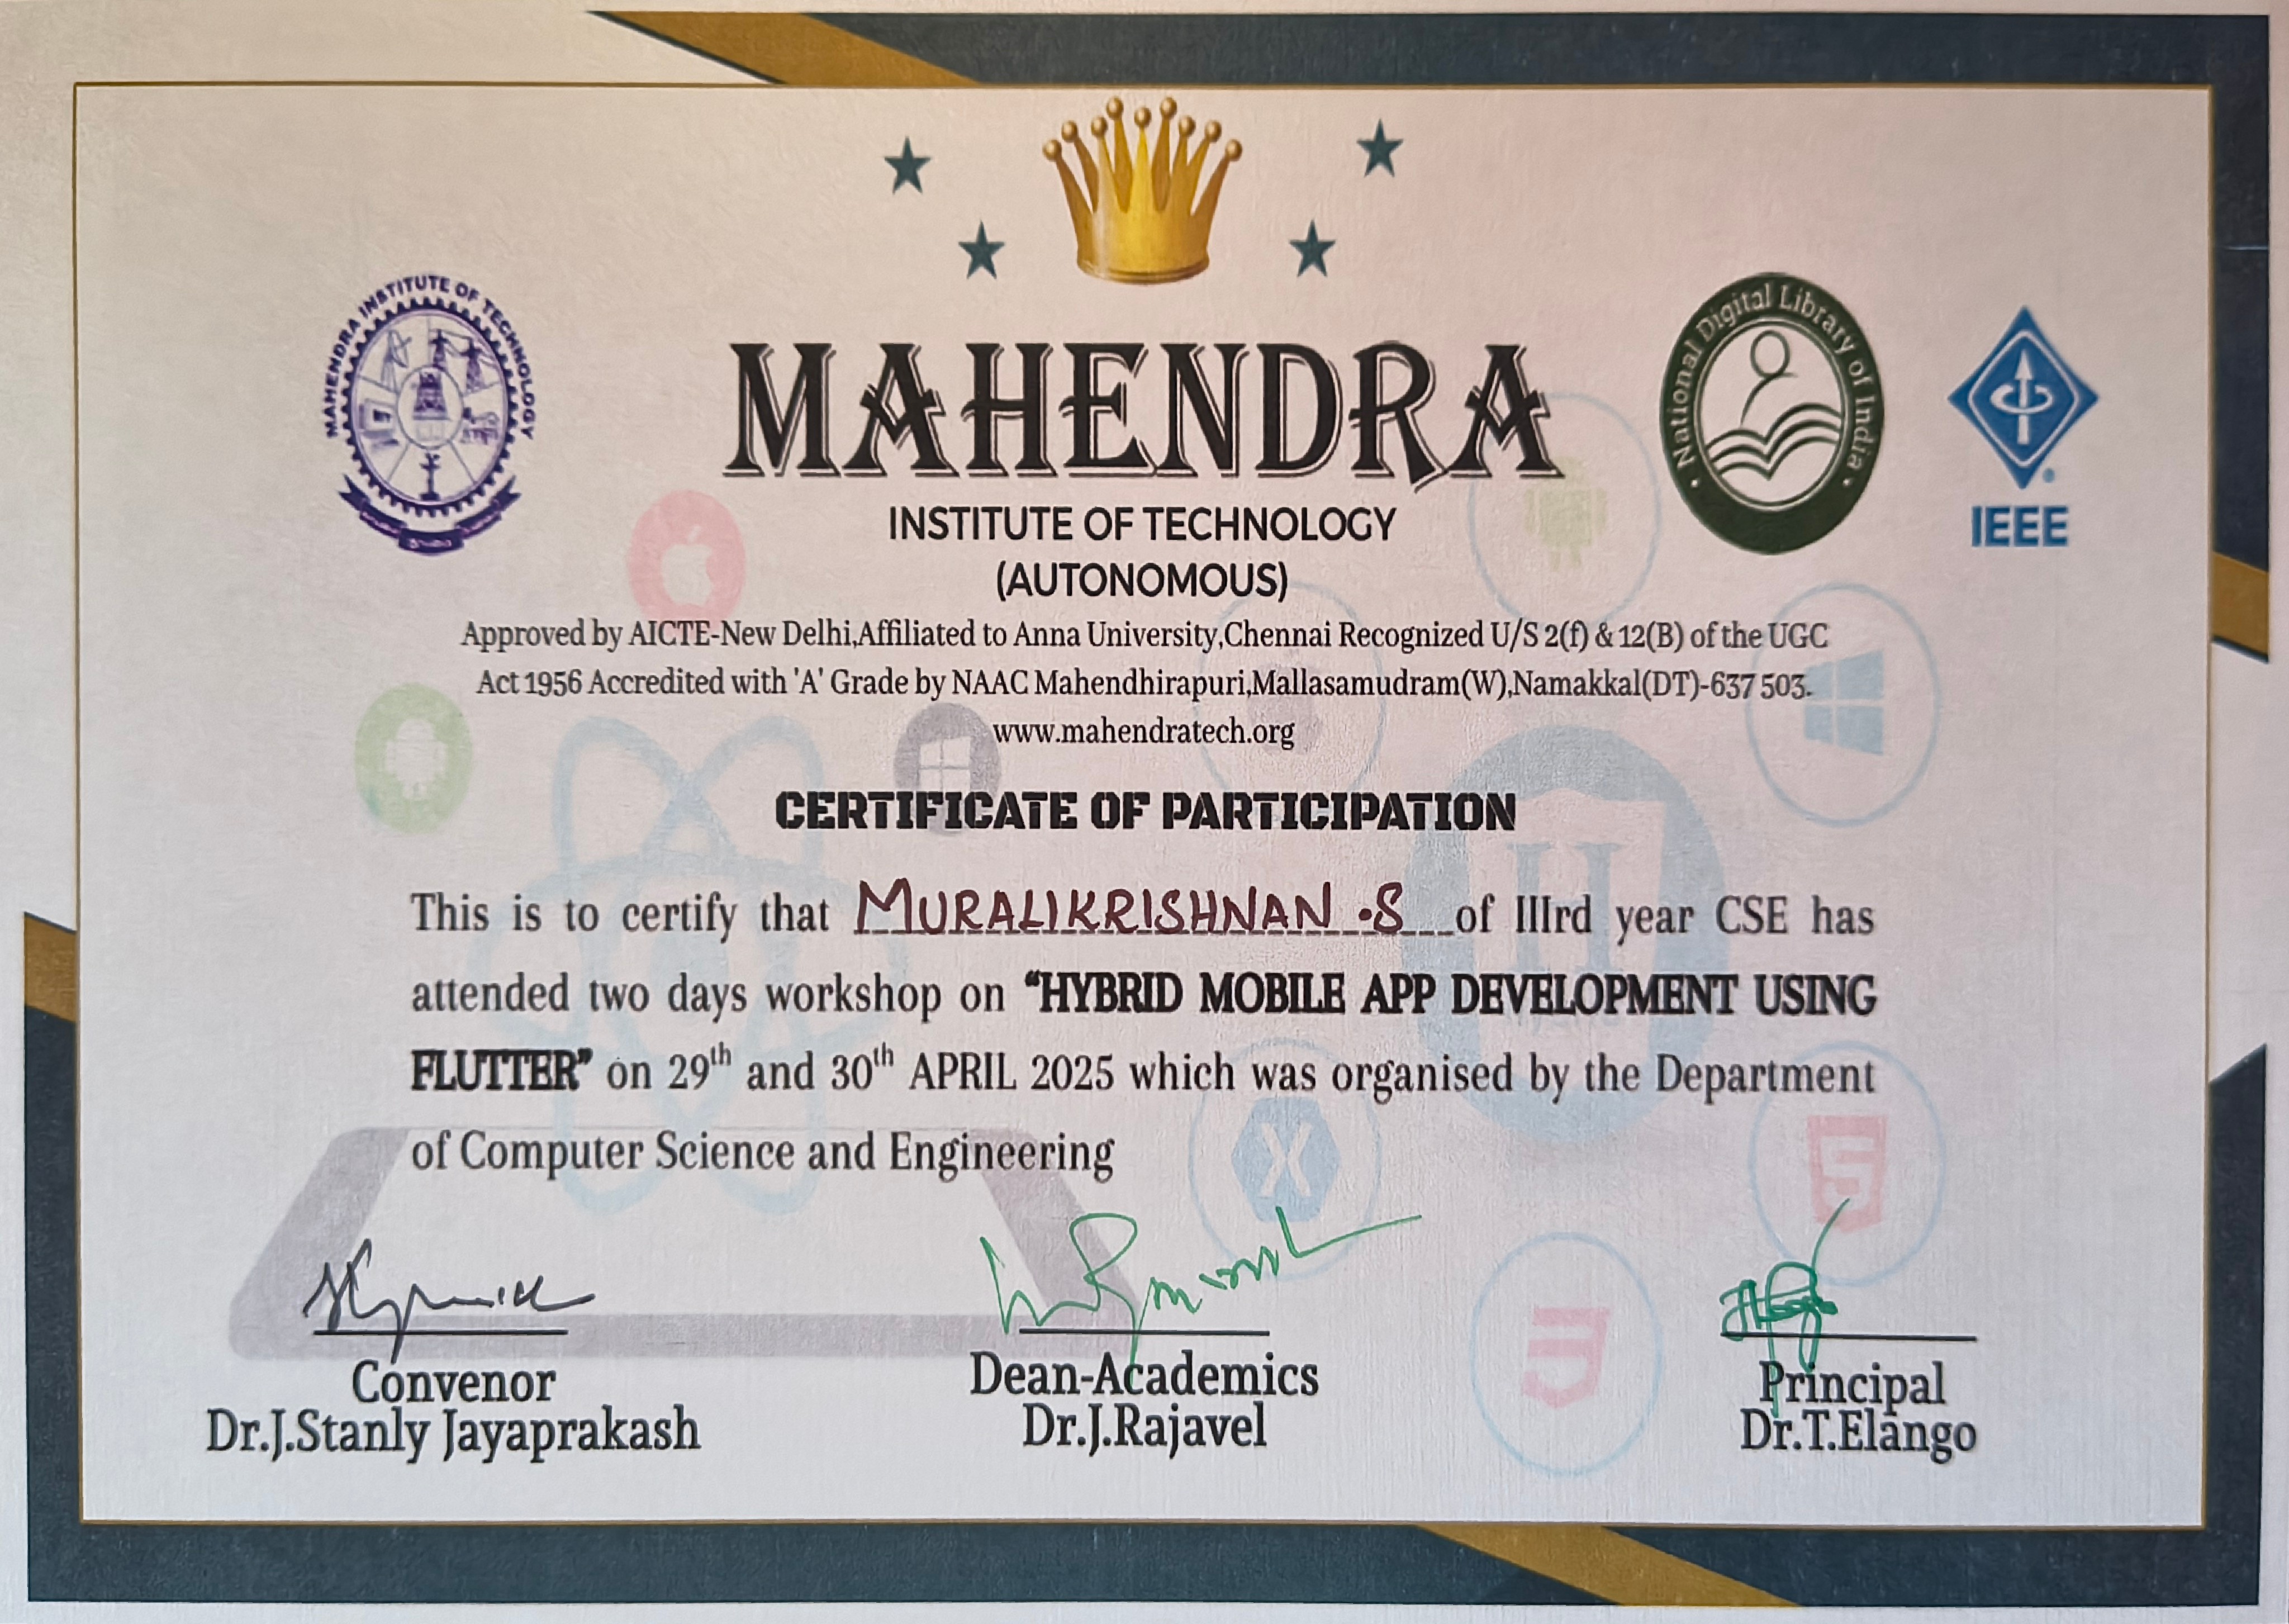 MAHENDRA INSTITUTE OF TECHNOLOGY
MAHENDRA
National Digital Library of India
IEEE
INSTITUTE OF TECHNOLOGY
(AUTONOMOUS)
Approved by AICTE-New Delhi,Affiliated to Anna University,Chennai Recognized U/S 2(f) & 12(B) of the UGC
Act 1956 Accredited with 'A' Grade by NAAC Mahendhirapuri,Mallasamudram(W),Namakkal(DT)-637 503.
www.mahendratech.org
CERTIFICATE OF PARTICIPATION
This is to certify that MURALIKRISHNAN .S of IIIrd year CSE has
attended two days workshop on “HYBRID MOBILE APP DEVELOPMENT USING
FLUTTER” on 29th and 30th APRIL 2025 which was organised by the Department
of Computer Science and Engineering
Convenor
Dr.J.Stanly Jayaprakash
Dean-Academics
Dr.J.Rajavel
Principal
Dr.T.Elango